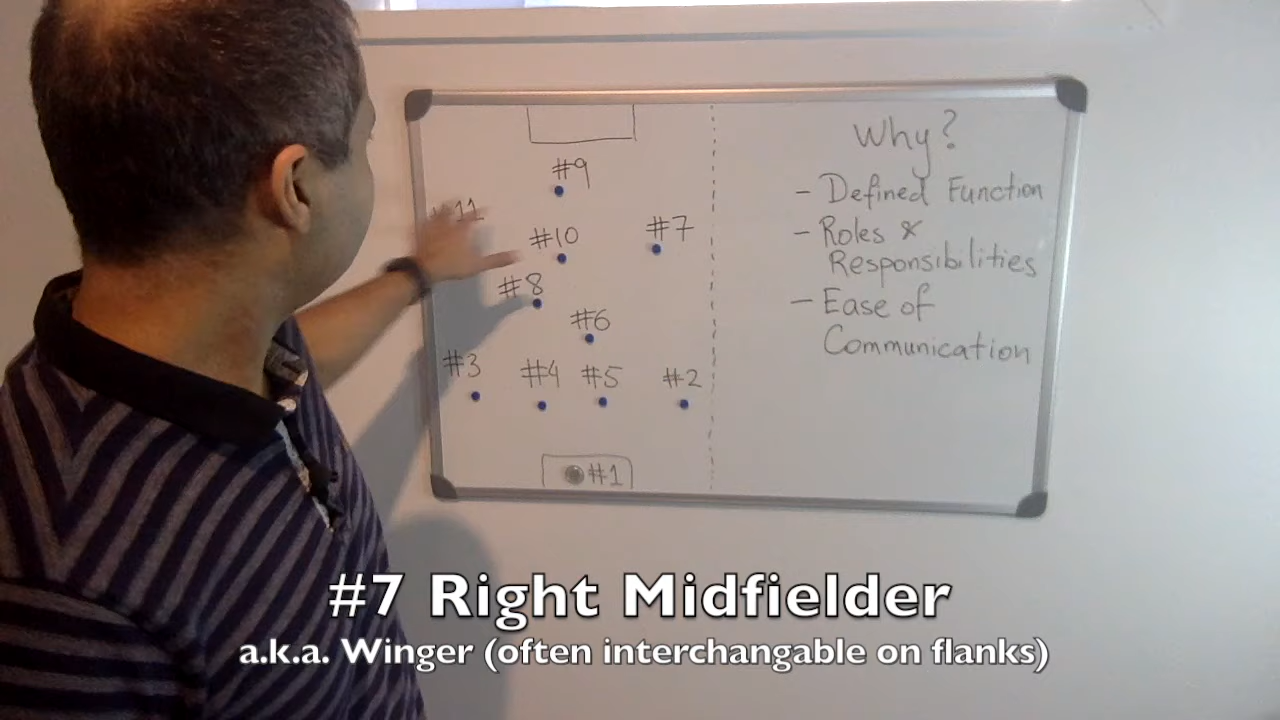 Why?
- Defined Function
- Roles &
Responsibilities
- Ease of
Communication
#9
#11
#10
#7
#8
#6
#3
#4
#5
#2
#1
#7 Right Midfielder
a.k.a. Winger (often interchangable on flanks)